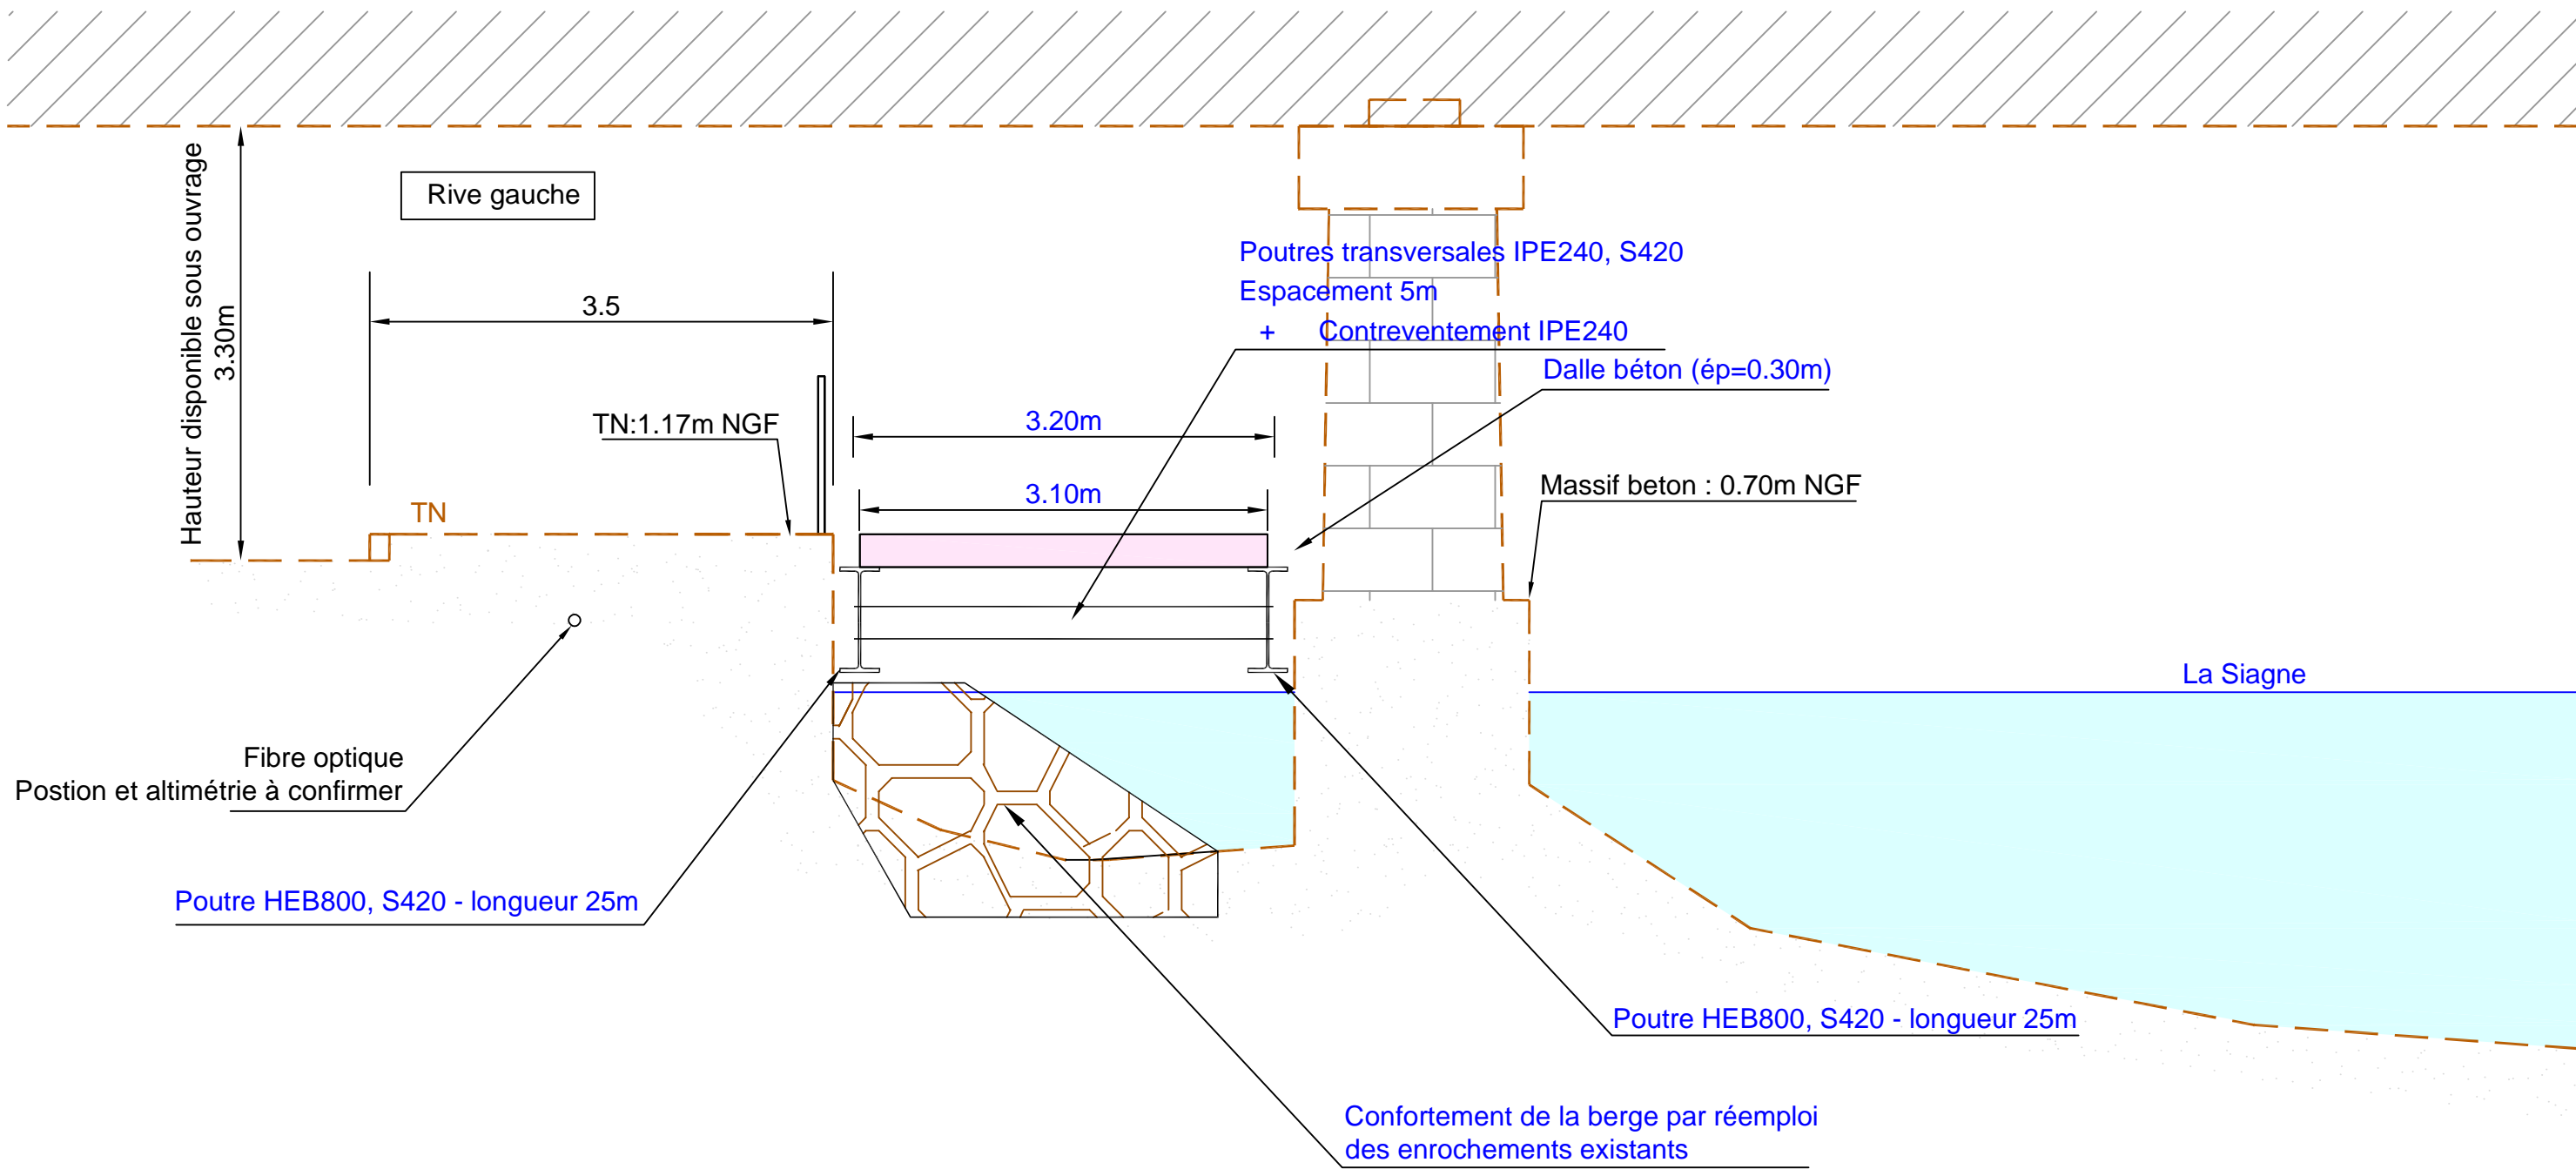 Hauteur disponible sous ouvrage
3.30m
Rive gauche
3.5
Poutres transversales IPE240, S420
Espacement 5m
+ Contreventement IPE240
Dalle béton (ép=0.30m)
TN:1.17m NGF
3.20m
3.10m
Massif beton : 0.70m NGF
TN
La Siagne
Fibre optique
Postion et altimétrie à confirmer
Poutre HEB800, S420 - longueur 25m
Poutre HEB800, S420 - longueur 25m
Confortement de la berge par réemploi
des enrochements existants